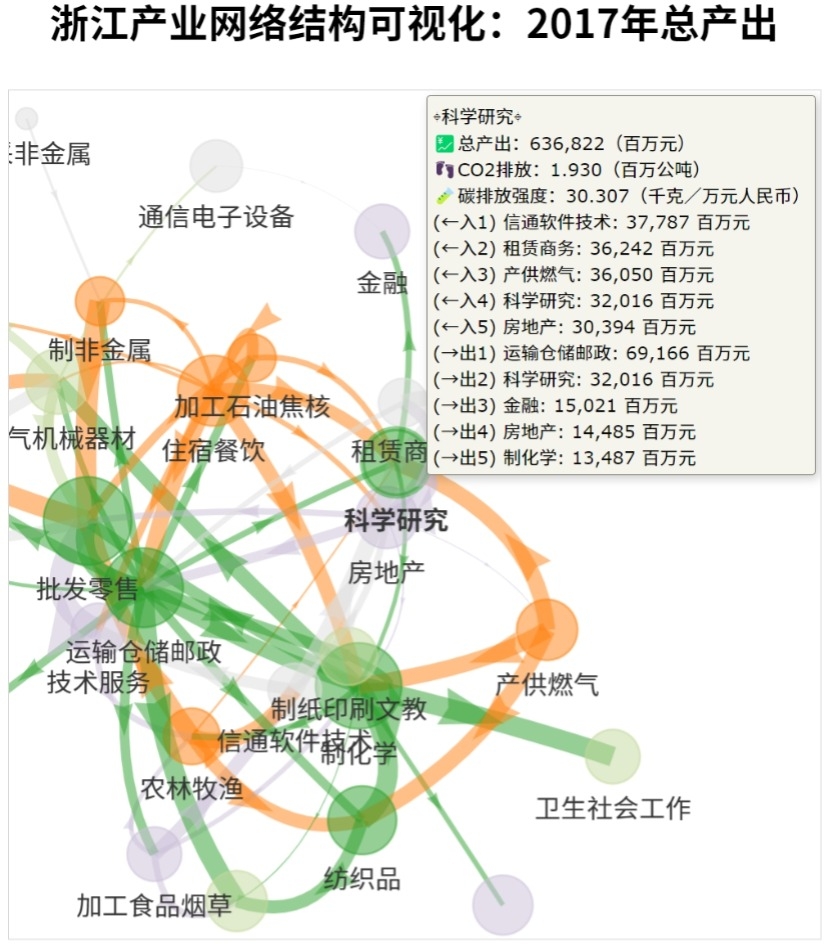 浙江产业网络结构可视化：2017年总产出
÷科学研究÷
总产出：636,822（百万元）
CO2排放：1.930（百万公吨）
碳排放强度：30.307（千克／万元人民币）
(←入1) 信通软件技术: 37,787 百万元
(←入2) 租赁商务: 36,242 百万元
(←入3) 产供燃气: 36,050 百万元
(←入4) 科学研究: 32,016 百万元
(←入5) 房地产: 30,394 百万元
(→出1) 运输仓储邮政: 69,166 百万元
(→出2) 科学研究: 32,016 百万元
(→出3) 金融: 15,021 百万元
(→出4) 房地产: 14,485 百万元
(→出5) 制化学: 13,487 百万元
非金属
通信电子设备
金融
制非金属
加工石油焦核
气机械器材
住宿餐饮
租赁商
科学研究
房地产
批发零售
运输仓储邮政
技术服务
产供燃气
制纸印刷文教
信通软件技术
制化学
农林牧渔
卫生社会工作
纺织品
加工食品烟草